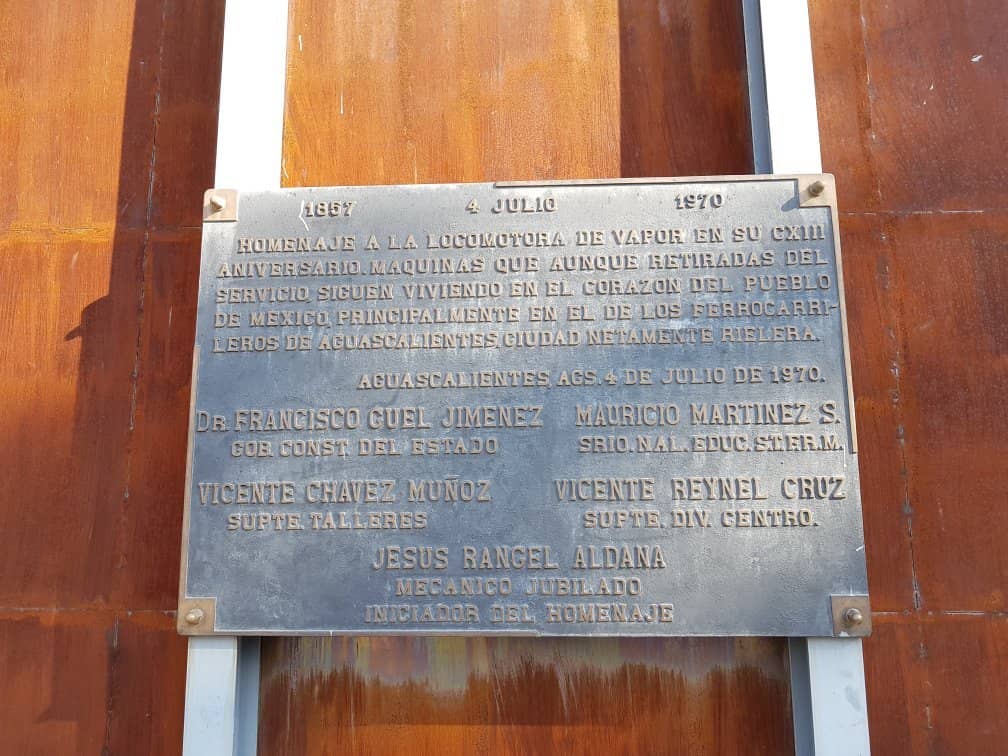 1857 4 JULIO 1970
HOMENAJE A LA LOCOMOTORA DE VAPOR EN SU CXIII
ANIVERSARIO. MAQUINAS QUE AUNQUE RETIRADAS DEL
SERVICIO, SIGUEN VIVIENDO EN EL CORAZON DEL PUEBLO
DE MEXICO, PRINCIPALMENTE EN EL DE LOS FERROCARRI-
LEROS DE AGUASCALIENTES, CIUDAD NETAMENTE RIELERA.
AGUASCALIENTES, AGS. 4 DE JULIO DE 1970.
DR. FRANCISCO GUEL JIMENEZ MAURICIO MARTINEZ S.
GOB. CONST. DEL ESTADO SRIO. NAL. EDUC. S.T.F.R.M.
VICENTE CHAVEZ MUÑOZ VICENTE REYNEL CRUZ
SUPTE. TALLERES SUPTE. DIV. CENTRO.
JESUS RANGEL ALDANA
MECANICO JUBILADO
INICIADOR DEL HOMENAJE